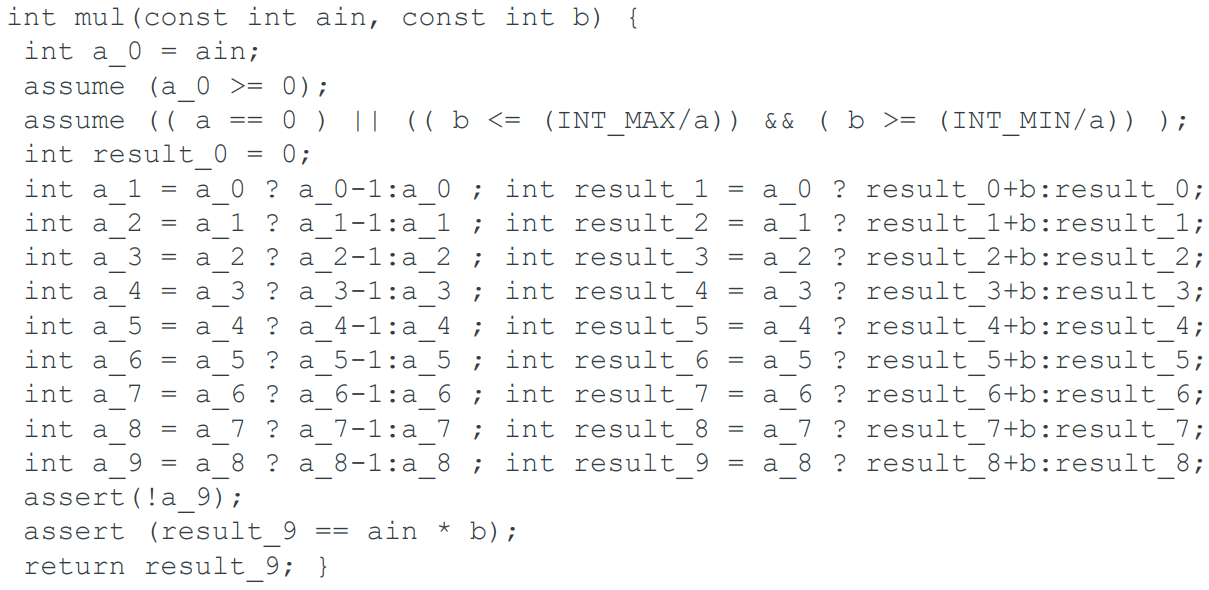 int mul(const int ain, const int b) {
int a_0 = ain;
assume (a_0 >= 0);
assume (( a == 0 ) || (( b <= (INT_MAX/a)) && ( b >= (INT_MIN/a)) );
int result_0 = 0;
int a_1 = a_0 ? a_0-1:a_0 ; int result_1 = a_0 ? result_0+b:result_0;
int a_2 = a_1 ? a_1-1:a_1 ; int result_2 = a_1 ? result_1+b:result_1;
int a_3 = a_2 ? a_2-1:a_2 ; int result_3 = a_2 ? result_2+b:result_2;
int a_4 = a_3 ? a_3-1:a_3 ; int result_4 = a_3 ? result_3+b:result_3;
int a_5 = a_4 ? a_4-1:a_4 ; int result_5 = a_4 ? result_4+b:result_4;
int a_6 = a_5 ? a_5-1:a_5 ; int result_6 = a_5 ? result_5+b:result_5;
int a_7 = a_6 ? a_6-1:a_6 ; int result_7 = a_6 ? result_6+b:result_6;
int a_8 = a_7 ? a_7-1:a_7 ; int result_8 = a_7 ? result_7+b:result_7;
int a_9 = a_8 ? a_8-1:a_8 ; int result_9 = a_8 ? result_8+b:result_8;
assert(!a_9);
assert (result_9 == ain * b);
return result_9; }